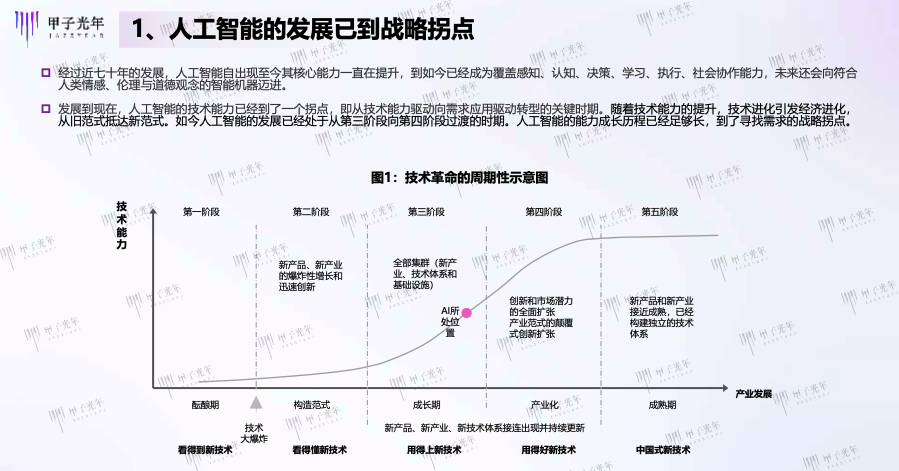 甲子光年
JAZZYEAR
1、人工智能的发展已到战略拐点
经过近七十年的发展，人工智能自出现至今其核心能力一直在提升，到如今已经成为覆盖感知、认知、决策、学习、执行、社会协作能力，未来还会向符合
人类情感、伦理与道德观念的智能机器迈进。
发展到现在，人工智能的技术能力已经到了一个拐点，即从技术能力驱动向需求应用驱动转型的关键时期。随着技术能力的提升，技术进化引发经济进化，
从旧范式抵达新范式。如今人工智能的发展已经处于从第三阶段向第四阶段过渡的时期。人工智能的能力成长历程已经足够长，到了寻找需求的战略拐点。
图1：技术革命的周期性示意图
技
术
能
力
第一阶段
第二阶段
第三阶段
第四阶段
第五阶段
新产品、新产业
的爆炸性增长和
迅速创新
全部集群（新产
业、技术体系和
基础设施）
AI所
处位
置
创新和市场潜力
的全面扩张
产业范式的颠覆
式创新扩张
新产品和新产业
接近成熟，已经
构建独立的技术
体系
产业发展
酝酿期
构造范式
成长期
产业化
成熟期
技术
大爆炸
新产品、新产业、新技术体系接连出现并持续更新
看得到新技术
看得懂新技术
用得上新技术
用得好新技术
中国式新技术